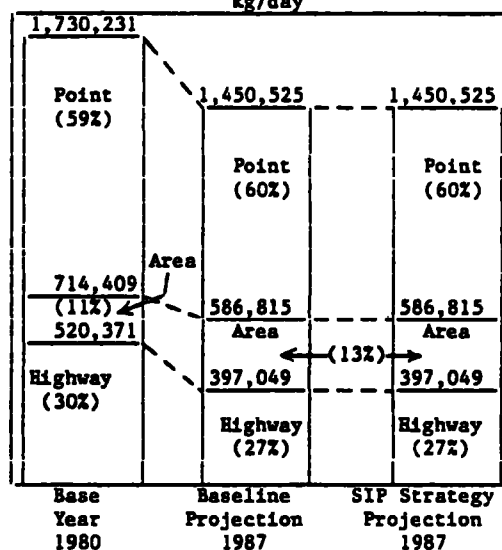 kg/day
1,730,231
Point
(59%)
1,450,525
1,450,525
Point
(60%)
Point
(60%)
Area
714,409
(11%)
586,815
Area
586,815
Area
520,371
(13%)
397,049
397,049
Highway
(30%)
Highway
(27%)
Highway
(27%)
Base
Year
1980
Baseline
Projection
1987
SIP Strategy
Projection
1987